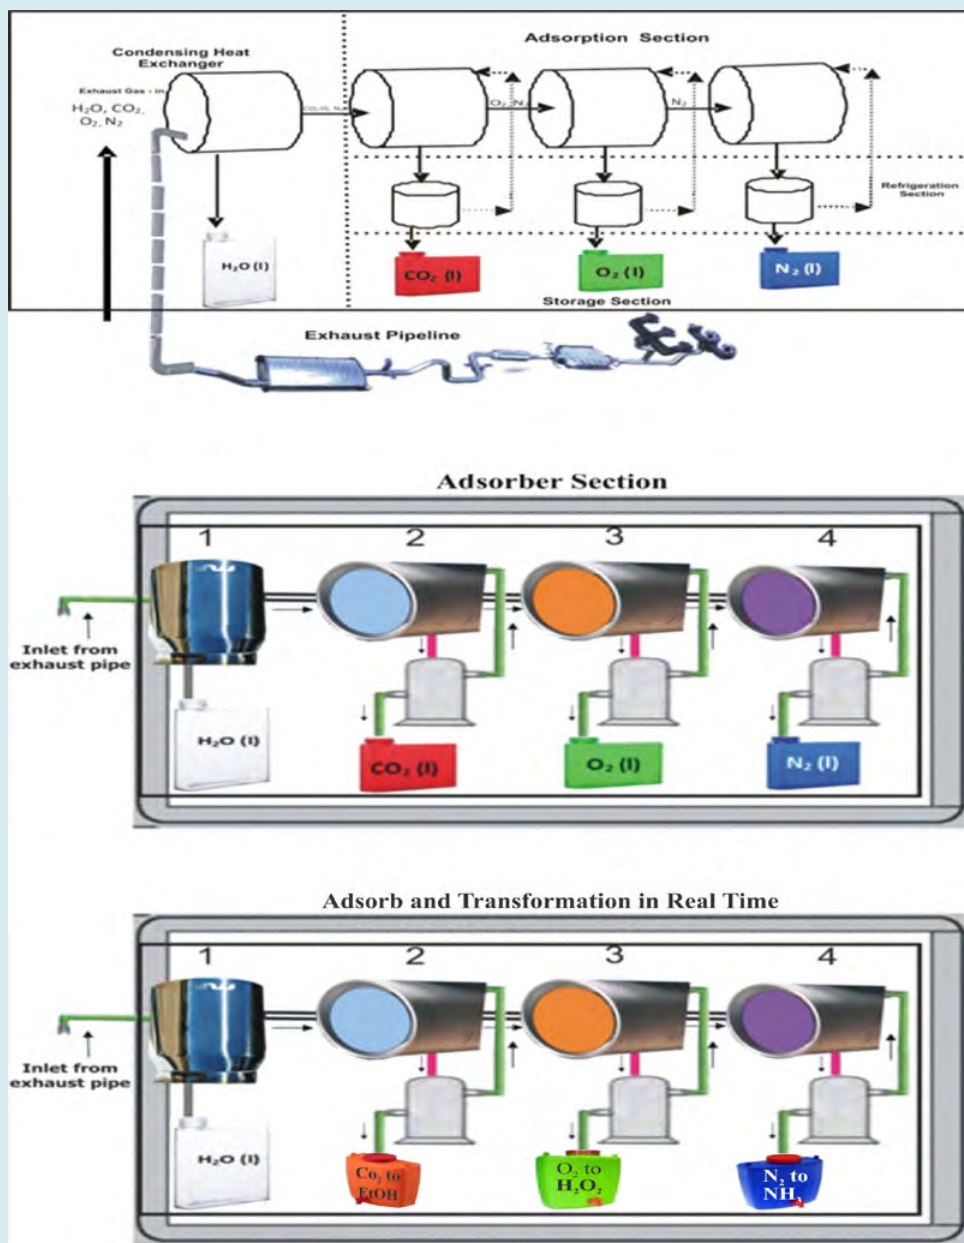 Condensing Heat
Exchanger
Adsorption Section
Exhaust Gas - in
H₂O, CO₂,
O₂, N₂
O₂, N₂
N₂
Refrigeration
Section
H₂O (l)
CO₂ (l)
O₂ (l)
N₂ (l)
Storage Section
Exhaust Pipeline
Adsorber Section
1
2
3
4
Inlet from
exhaust pipe
H₂O (l)
CO₂ (l)
O₂ (l)
N₂ (l)
Adsorb and Transformation in Real Time
1
2
3
4
Inlet from
exhaust pipe
H₂O (l)
Co₂ to
EtOH
O₂ to
H₂O₂
N₂ to
NH₃